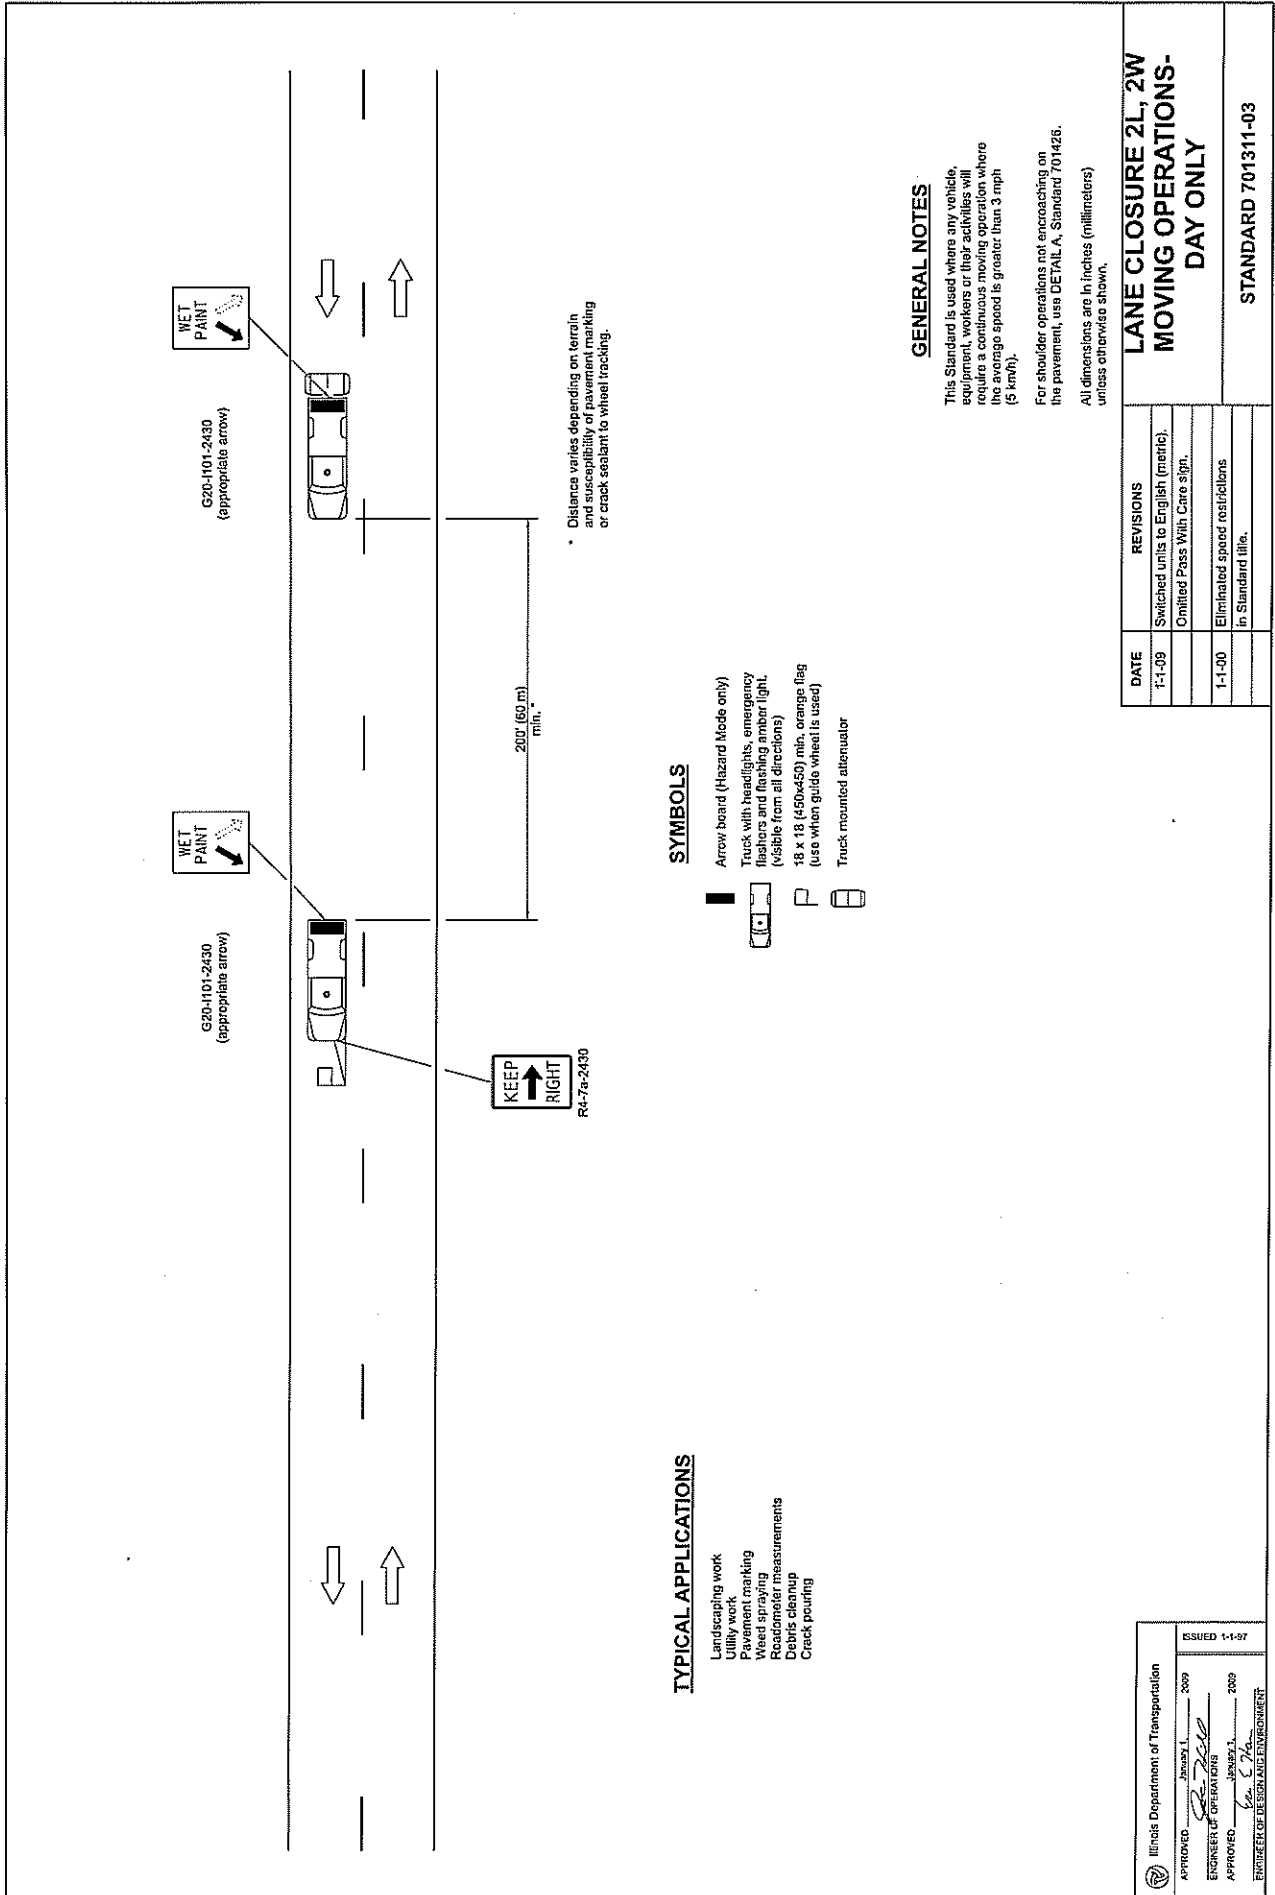 WET
PAINT
G20-I101-2430
(appropriate arrow)
WET
PAINT
G20-I101-2430
(appropriate arrow)
KEEP
RIGHT
R4-7a-2430
200' (60 m)
min. *
* Distance varies depending on terrain
and susceptibility of pavement marking
or crack sealant to wheel tracking.
TYPICAL APPLICATIONS
Landscaping work
Utility work
Pavement marking
Weed spraying
Roadometer measurements
Debris cleanup
Crack pouring
SYMBOLS
Arrow board (Hazard Mode only)
Truck with headlights, emergency
flashers and flashing amber light.
(visible from all directions)
18 x 18 (450x450) min. orange flag
(use when guide wheel is used)
Truck mounted attenuator
GENERAL NOTES
This Standard is used where any vehicle,
equipment, workers or their activities will
require a continuous moving operation where
the average speed is greater than 3 mph
(5 km/h).
For shoulder operations not encroaching on
the pavement, use DETAIL A, Standard 701426.
All dimensions are in inches (millimeters)
unless otherwise shown.
Illinois Department of Transportation
APPROVED January 1, 2009
ENGINEER OF OPERATIONS
APPROVED January 1, 2009
ENGINEER OF DESIGN AND ENVIRONMENT
ISSUED 1-1-97
DATE REVISIONS
1-1-09 Switched units to English (metric).
Omitted Pass With Care sign.
1-1-00 Eliminated speed restrictions
in Standard title.
LANE CLOSURE 2L, 2W
MOVING OPERATIONS-
DAY ONLY
STANDARD 701311-03